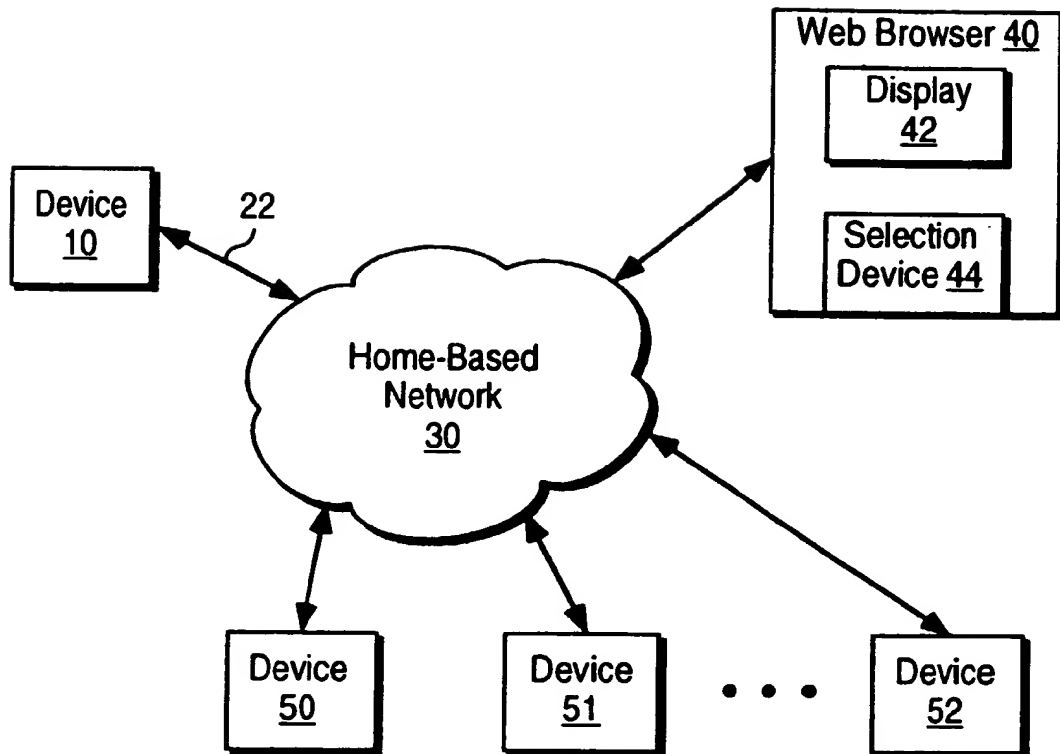 Web Browser 40
Display
42
Selection
Device 44
Device
10
22
Home-Based
Network
30
Device
50
Device
51
Device
52